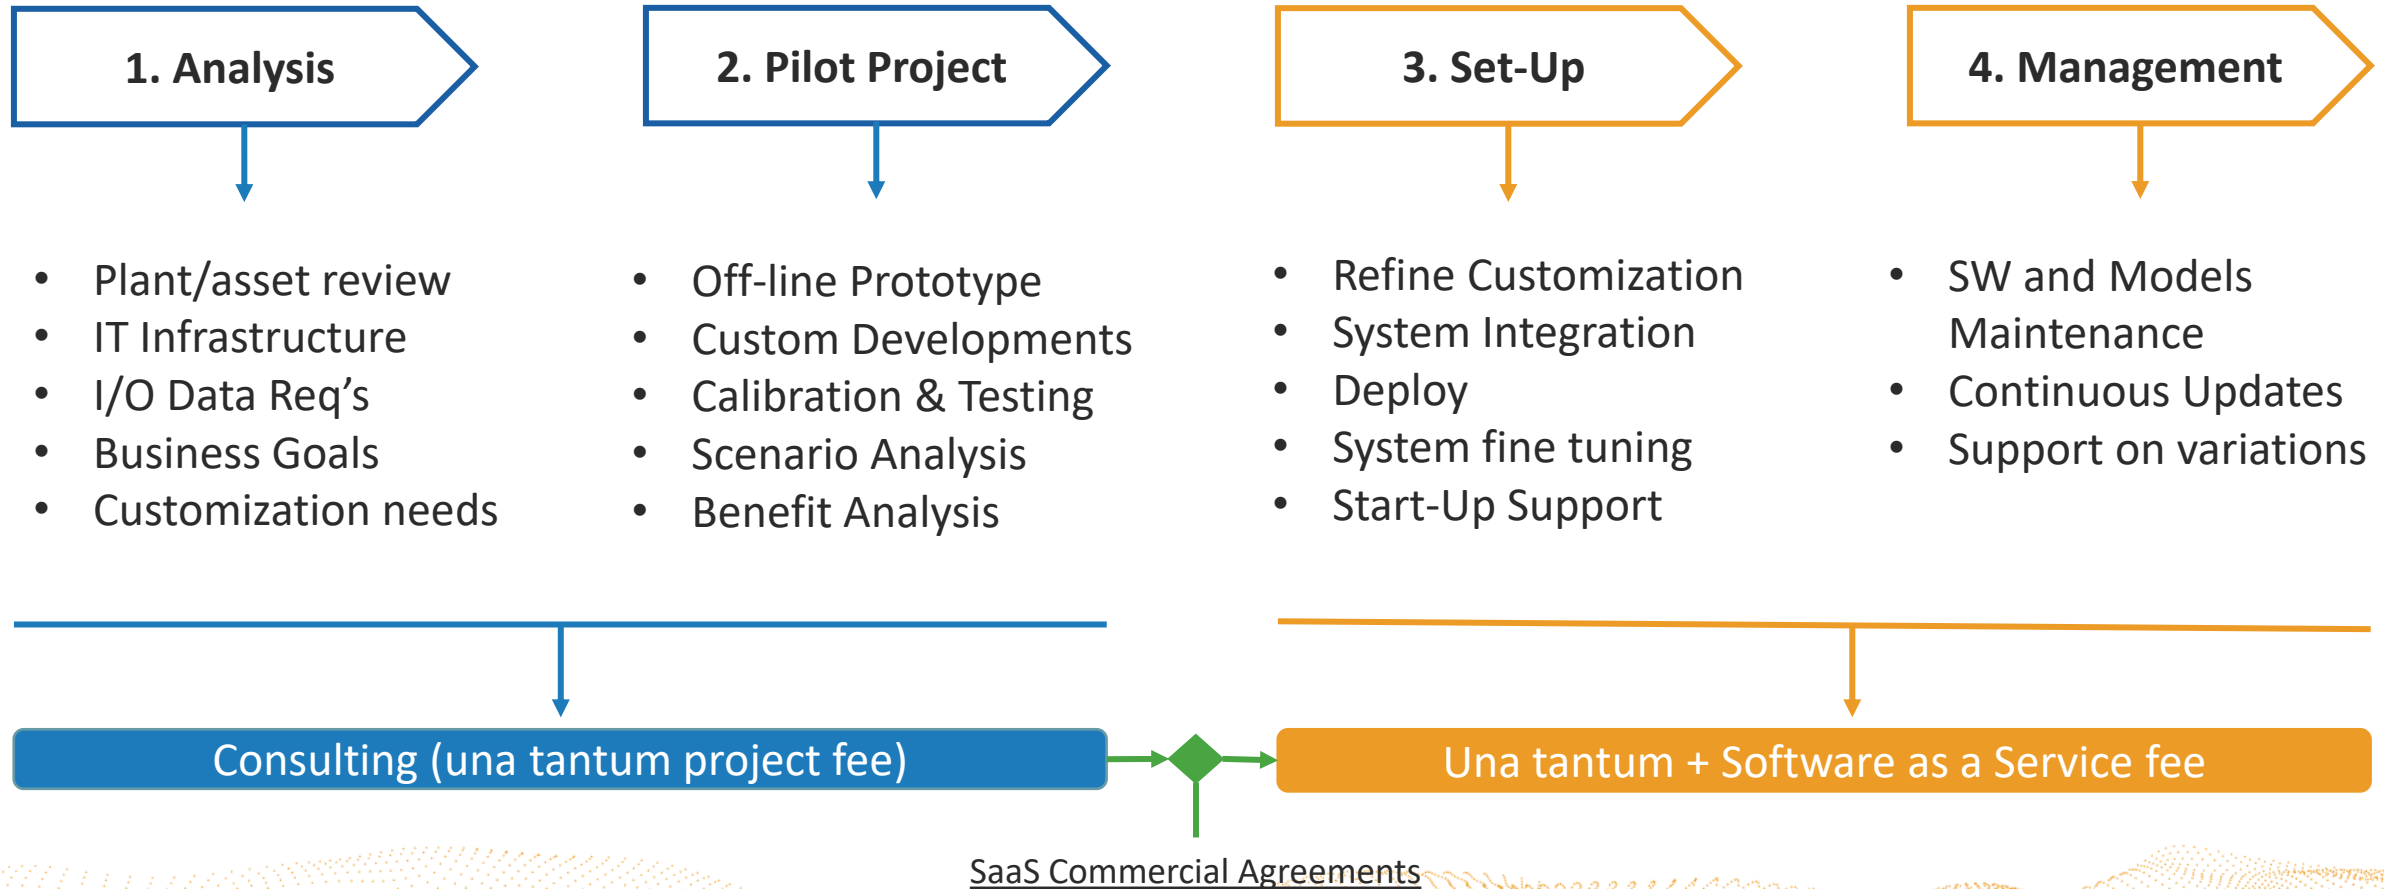 1. Analysis
2. Pilot Project
3. Set-Up
4. Management
• Plant/asset review
• IT Infrastructure
• I/O Data Req’s
• Business Goals
• Customization needs
• Off-line Prototype
• Custom Developments
• Calibration & Testing
• Scenario Analysis
• Benefit Analysis
• Refine Customization
• System Integration
• Deploy
• System fine tuning
• Start-Up Support
• SW and Models
Maintenance
• Continuous Updates
• Support on variations
Consulting (una tantum project fee)
Una tantum + Software as a Service fee
SaaS Commercial Agreements